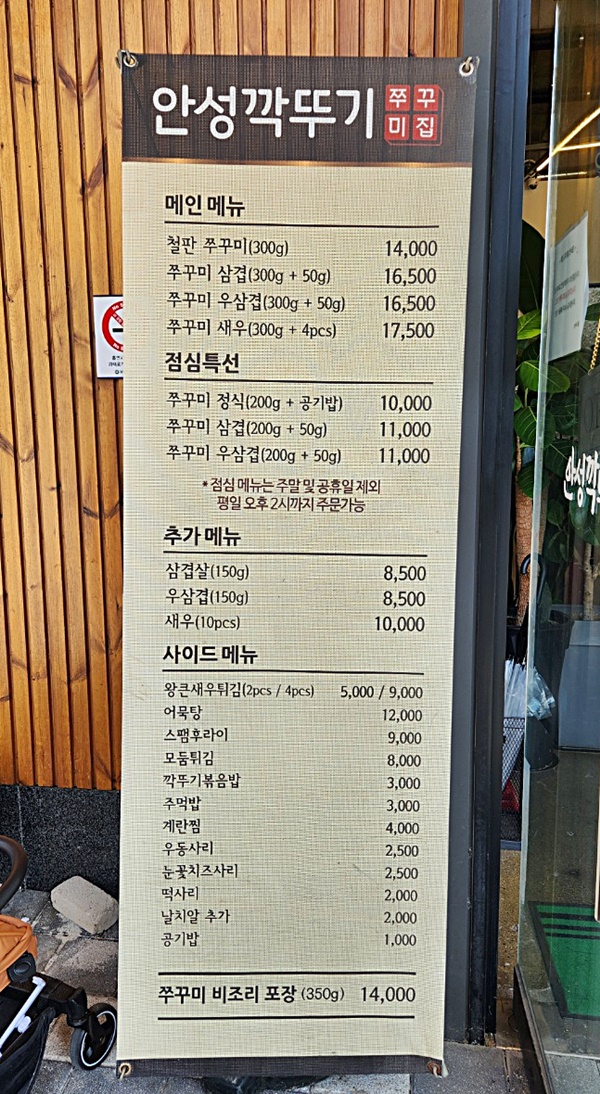 안성깍뚜기 쭈꾸미집
메인 메뉴
철판 쭈꾸미(300g) 14,000
쭈꾸미 삼겹(300g + 50g) 16,500
쭈꾸미 우삼겹(300g + 50g) 16,500
쭈꾸미 새우(300g + 4pcs) 17,500
점심특선
쭈꾸미 정식(200g + 공기밥) 10,000
쭈꾸미 삼겹(200g + 50g) 11,000
쭈꾸미 우삼겹(200g + 50g) 11,000
*점심 메뉴는 주말 및 공휴일 제외
평일 오후 2시까지 주문가능
추가 메뉴
삼겹살(150g) 8,500
우삼겹(150g) 8,500
새우(10pcs) 10,000
사이드 메뉴
왕큰새우튀김(2pcs / 4pcs) 5,000 / 9,000
어묵탕 12,000
스팸후라이 9,000
모둠튀김 8,000
깍뚜기볶음밥 3,000
주먹밥 3,000
계란찜 4,000
우동사리 2,500
눈꽃치즈사리 2,500
떡사리 2,000
날치알 추가 2,000
공기밥 1,000
쭈꾸미 비조리 포장 (350g) 14,000
안성깍